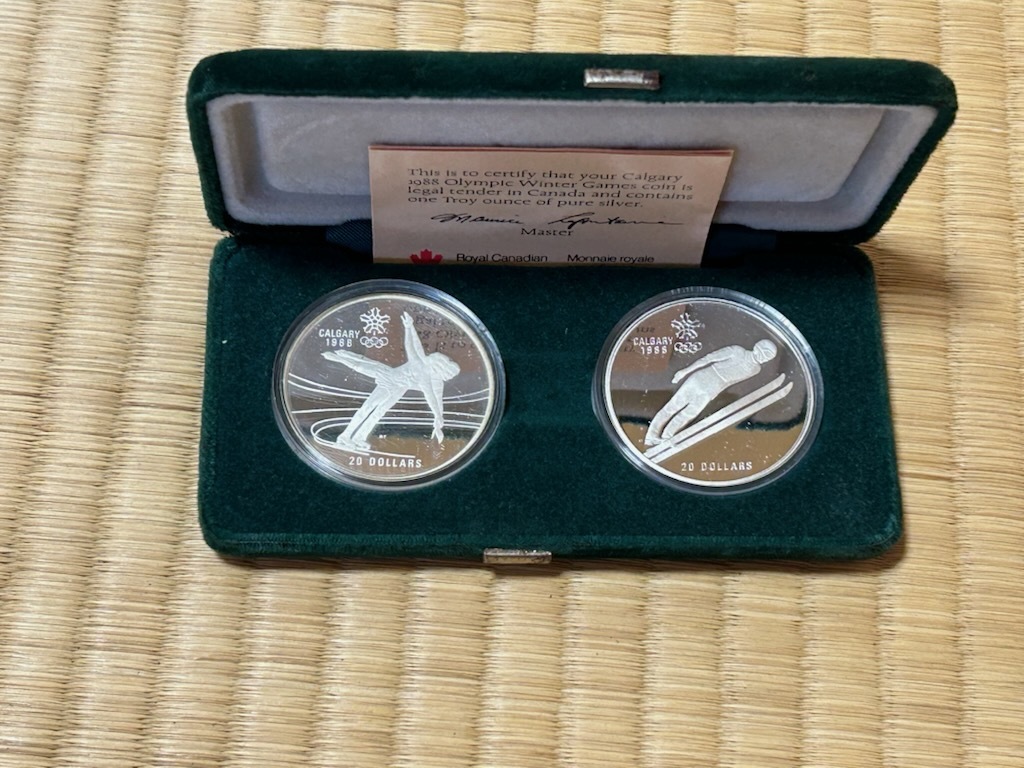 This is to certify that your Calgary
1988 Olympic Winter Games coin is
legal tender in Canada and contains
one Troy ounce of pure silver.
Master
Royal Canadian Monnaie royale
CALGARY
1988
20 DOLLARS
CALGARY
1988
20 DOLLARS